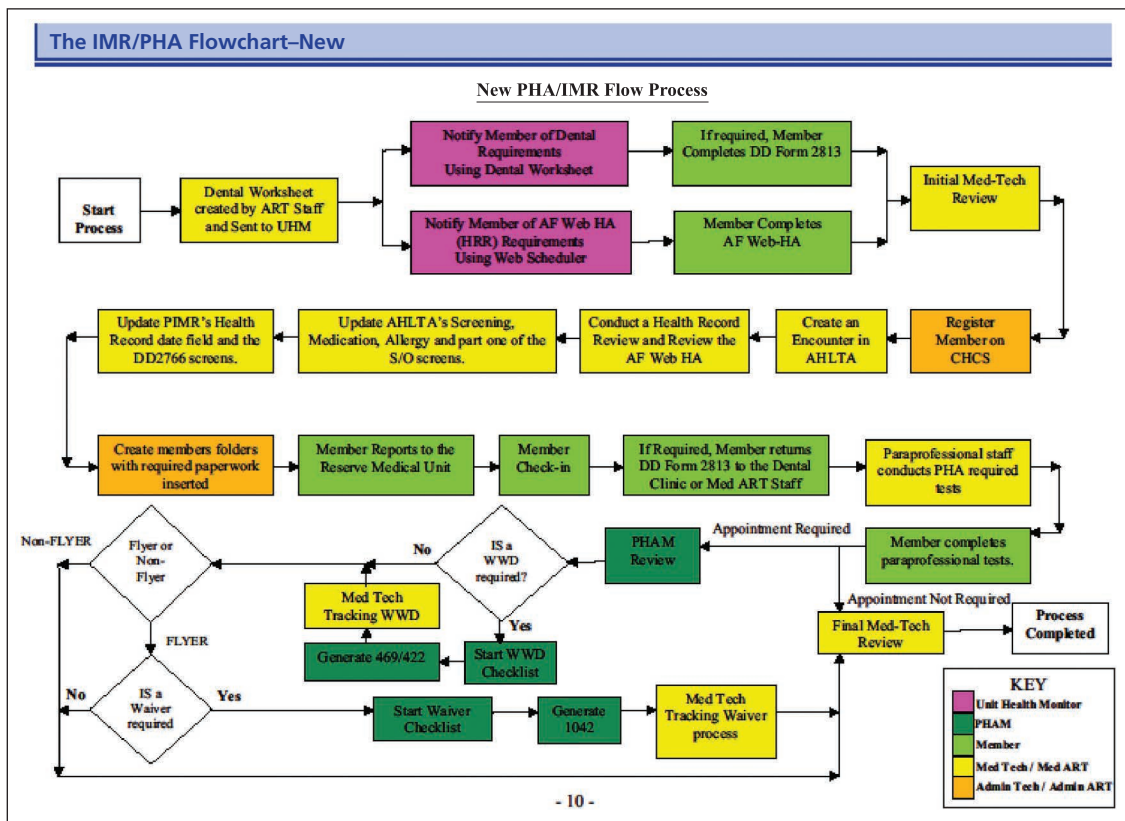 The IMR/PHA Flowchart–New
New PHA/IMR Flow Process
Start
Process
Dental Worksheet
created by ART Staff
and Sent to UHM
Notify Member of Dental
Requirements
Using Dental Worksheet
If required, Member
Completes DD Form 2813
Notify Member of AF Web HA
(HRR) Requirements
Using Web Scheduler
Member Completes
AF Web-HA
Initial Med-Tech
Review
Register
Member on
CHCS
Create an
Encounter in
AHLTA
Conduct a Health Record
Review and Review the
AF Web HA
Update AHLTA's Screening,
Medication, Allergy and part one of the
S/O screens.
Update PIMR's Health
Record date field and the
DD2766 screens.
Create members folders
with required paperwork
inserted
Member Reports to the
Reserve Medical Unit
Member
Check-in
If Required, Member returns
DD Form 2813 to the Dental
Clinic or Med ART Staff
Paraprofessional staff
conducts PHA required
tests
Member completes
paraprofessional tests.
Appointment Required
Appointment Not Required
PHAM
Review
IS a
WWD
required?
No
Yes
Start WWD
Checklist
Generate 469/422
Med Tech
Tracking WWD
Flyer or
Non-
Flyer
Non-FLYER
FLYER
IS a
Waiver
required
No
Yes
Start Waiver
Checklist
Generate
1042
Med Tech
Tracking Waiver
process
Final Med-Tech
Review
Process
Completed
KEY
Unit Health Monitor
PHAM
Member
Med Tech / Med ART
Admin Tech / Admin ART
- 10 -